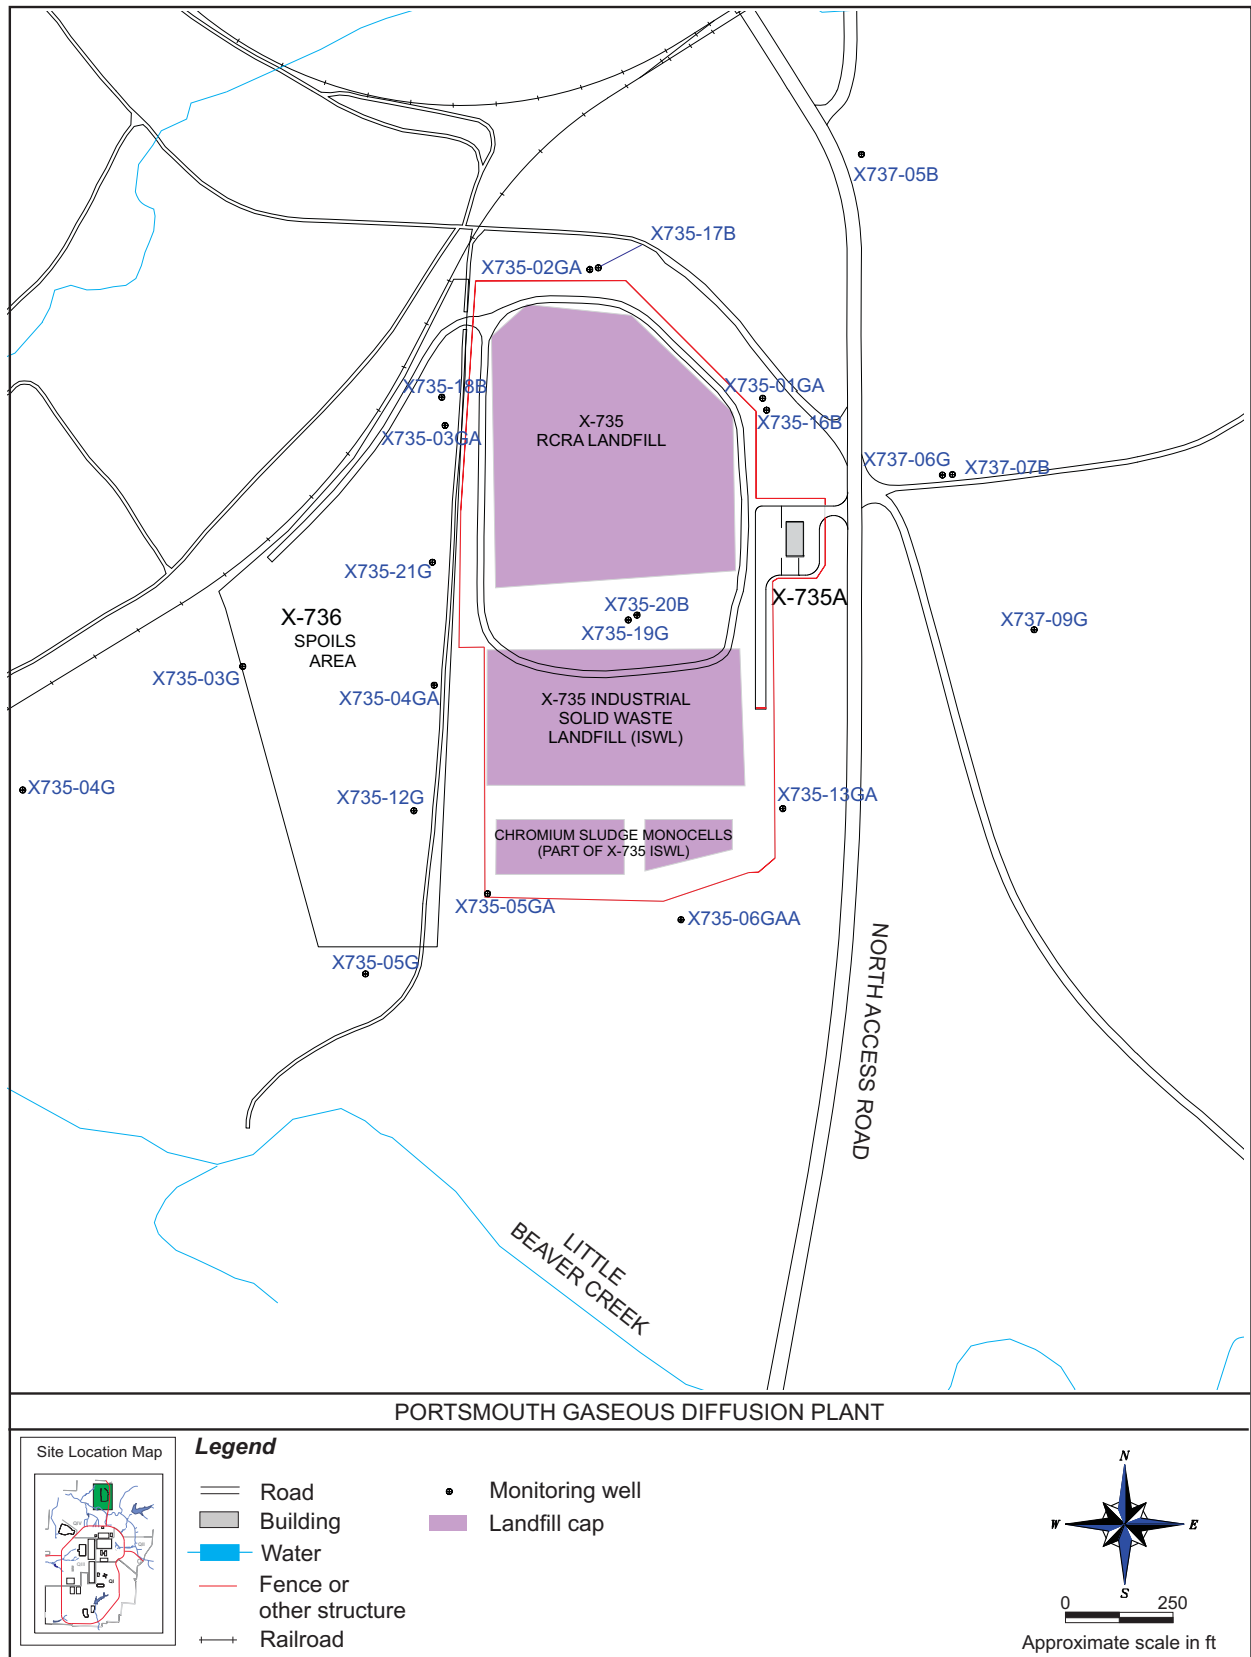 X737-05B
X735-17B
X735-02GA
X735-18B
X735-01GA
X735-03GA
X735-16B
X-735
RCRA LANDFILL
X737-06G
X737-07B
X735-21G
X-735A
X735-20B
X735-19G
X737-09G
X-736
SPOILS
AREA
X735-03G
X735-04GA
X-735 INDUSTRIAL
SOLID WASTE
LANDFILL (ISWL)
X735-04G
X735-12G
X735-13GA
CHROMIUM SLUDGE MONOCELLS
(PART OF X-735 ISWL)
X735-05GA
X735-06GAA
X735-05G
NORTH ACCESS ROAD
LITTLE
BEAVER CREEK
PORTSMOUTH GASEOUS DIFFUSION PLANT
Site Location Map
Legend
Road
Building
Water
Fence or
other structure
Railroad
Monitoring well
Landfill cap
N
W
E
S
0 250
Approximate scale in ft